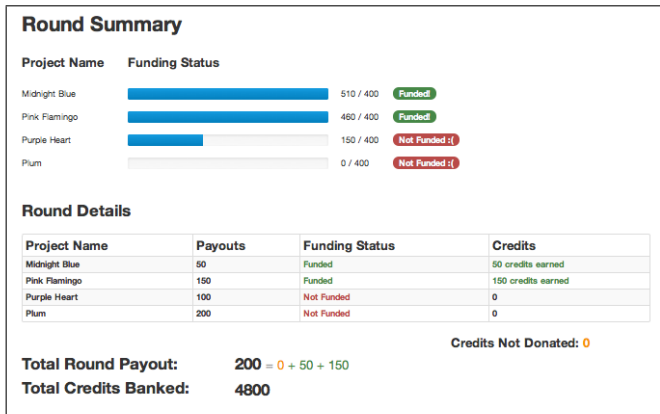 Round Summary
Project Name Funding Status
Midnight Blue 510 / 400 Funded!
Pink Flamingo 460 / 400 Funded!
Purple Heart 150 / 400 Not Funded :(
Plum 0 / 400 Not Funded :(
Round Details
Project Name Payouts Funding Status Credits
Midnight Blue 50 Funded 50 credits earned
Pink Flamingo 150 Funded 150 credits earned
Purple Heart 100 Not Funded 0
Plum 200 Not Funded 0
Credits Not Donated: 0
Total Round Payout: 200 = 0 + 50 + 150
Total Credits Banked: 4800